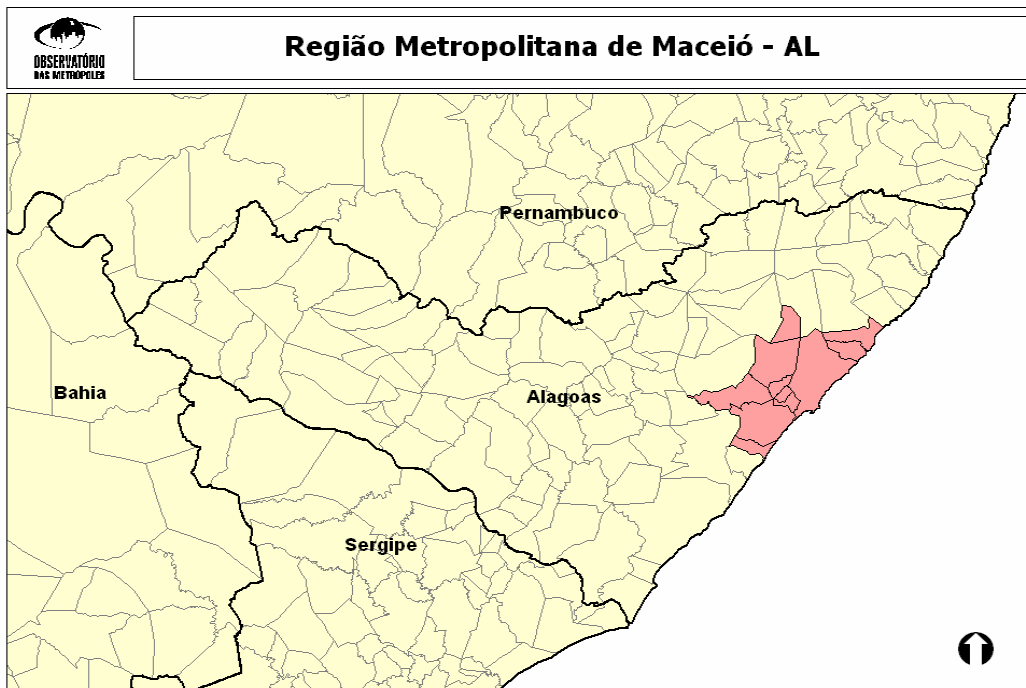 OBSERVATÓRIO
DAS METRÓPOLES
Região Metropolitana de Maceió - AL
Pernambuco
Bahia
Alagoas
Sergipe